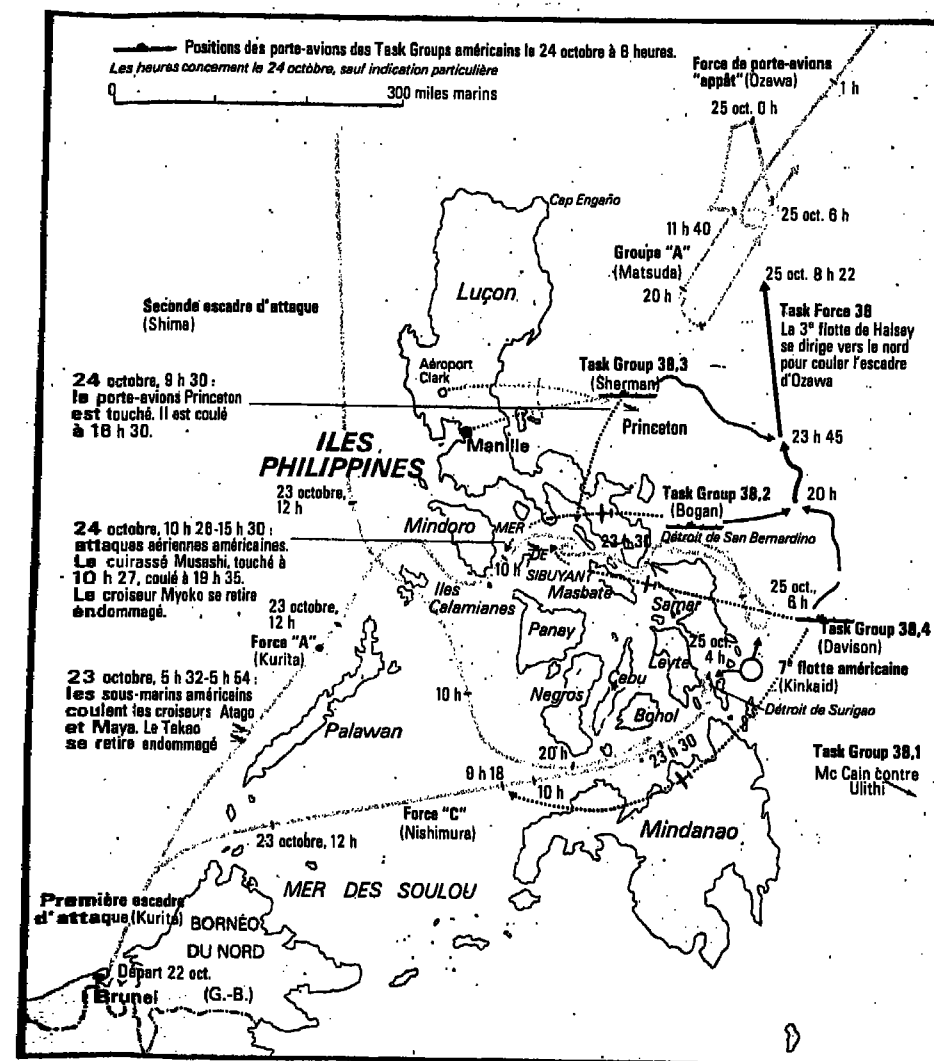 Positions des porte-avions des Task Groups américains le 24 octobre à 8 heures.
Les heures concernent le 24 octobre, sauf indication particulière
0
300 miles marins
Force de porte-avions
"appât" (Ozawa)
25 oct. 0 h
1 h
Cap Engaño
11 h 40
25 oct. 6 h
Groupe "A"
(Matsuda)
20 h
25 oct. 8 h 22
Luçon
Seconde escadre d'attaque
(Shima)
Task Force 38
La 3e flotte de Halsey
se dirige vers le nord
pour couler l'escadre
d'Ozawa
Aéroport
Clark
Task Group 38,3
(Sherman)
24 octobre, 9 h 30 :
le porte-avions Princeton
est touché. Il est coulé
à 18 h 30.
Princeton
Manille
23 h 45
ILES
PHILIPPINES
23 octobre,
12 h
Task Group 38,2
(Bogan)
20 h
Mindoro
MER
DE
SIBUYAN
Détroit de San Bernardino
23 h 30
10 h
24 octobre, 10 h 26-15 h 30 :
attaques aériennes américaines.
Le cuirassé Musashi, touché à
10 h 27, coulé à 19 h 35.
Le croiseur Myoko se retire
endommagé.
Iles
Calamianes
Masbate
Samar
25 oct.,
6 h
23 octobre,
12 h
Force "A"
(Kurita)
Panay
Task Group 38,4
(Davison)
25 oct.
4 h
Leyte
7e flotte américaine
(Kinkaid)
23 octobre, 5 h 32-5 h 54 :
les sous-marins américains
coulent les croiseurs Atago
et Maya. Le Takao
se retire endommagé
10 h
Negros
Cebu
Bohol
Détroit de Surigao
Palawan
20 h
23 h 30
Task Group 38,1
Mc Cain contre
Ulithi
9 h 18
10 h
Force "C"
(Nishimura)
23 octobre, 12 h
Mindanao
MER DES SOULOU
Première escadre
d'attaque (Kurita)
BORNÉO
DU NORD
(G.-B.)
Départ 22 oct.
Brunei